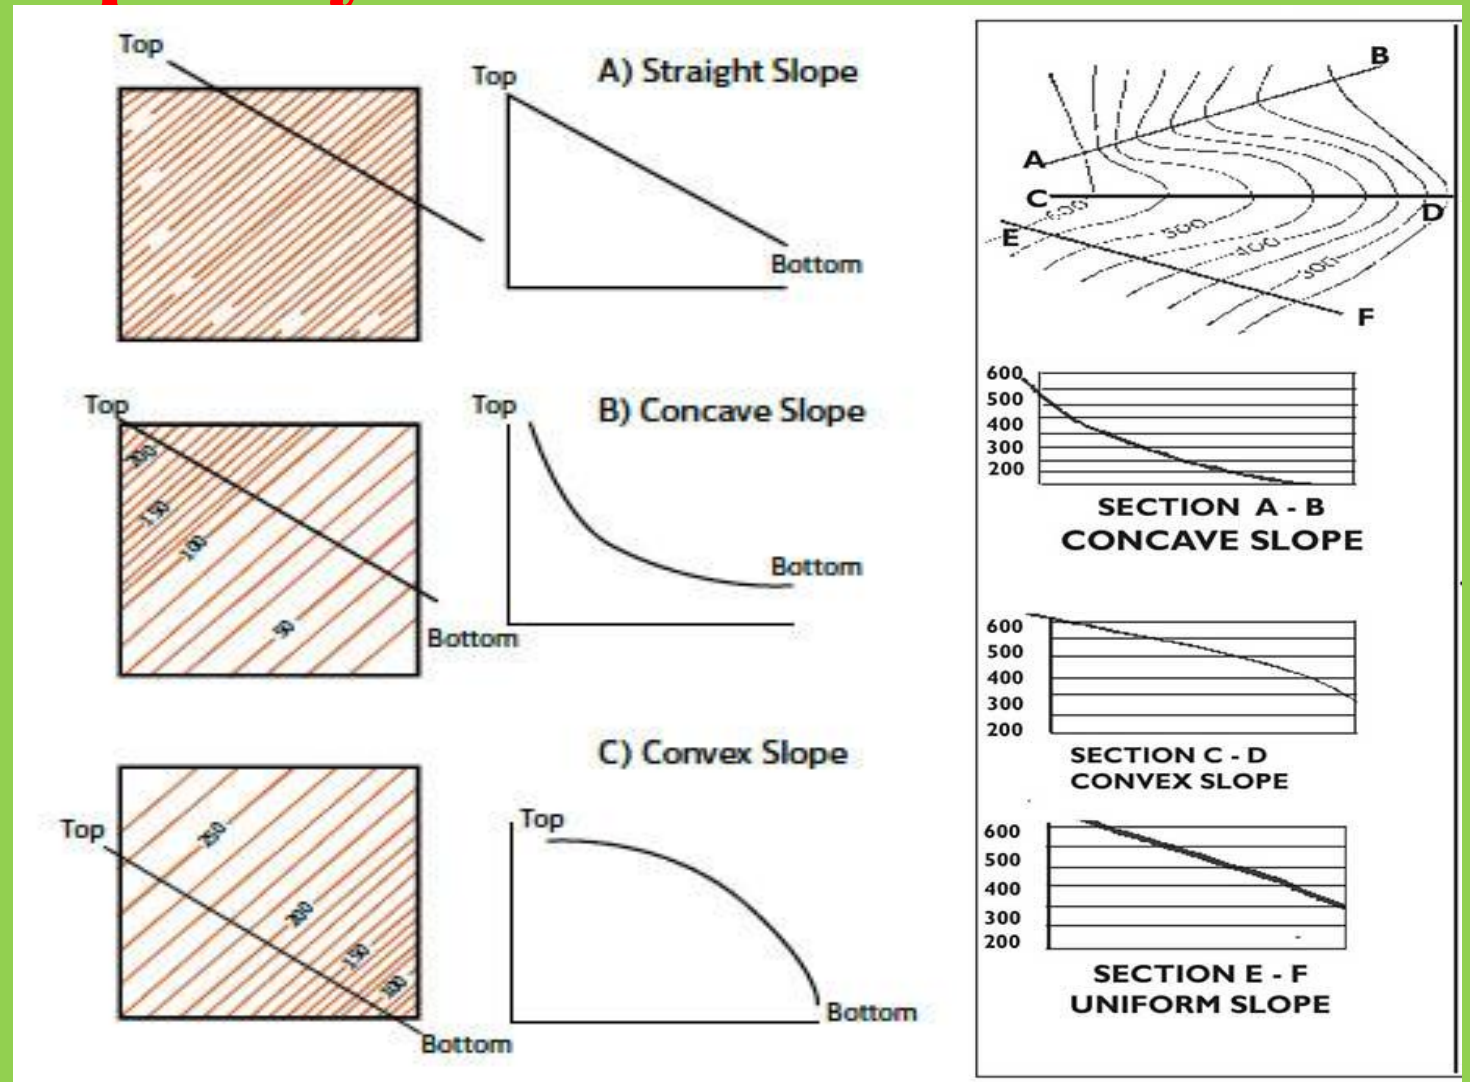 Top
A) Straight Slope
Top
Bottom
Top
200
150
100
50
Bottom
B) Concave Slope
Top
Bottom
C) Convex Slope
Top
250
200
150
100
Bottom
Top
Bottom
B
A
C
D
E
F
600
500
400
300
600
500
400
300
200
SECTION A - B
CONCAVE SLOPE
600
500
400
300
200
SECTION C - D
CONVEX SLOPE
600
500
400
300
200
SECTION E - F
UNIFORM SLOPE